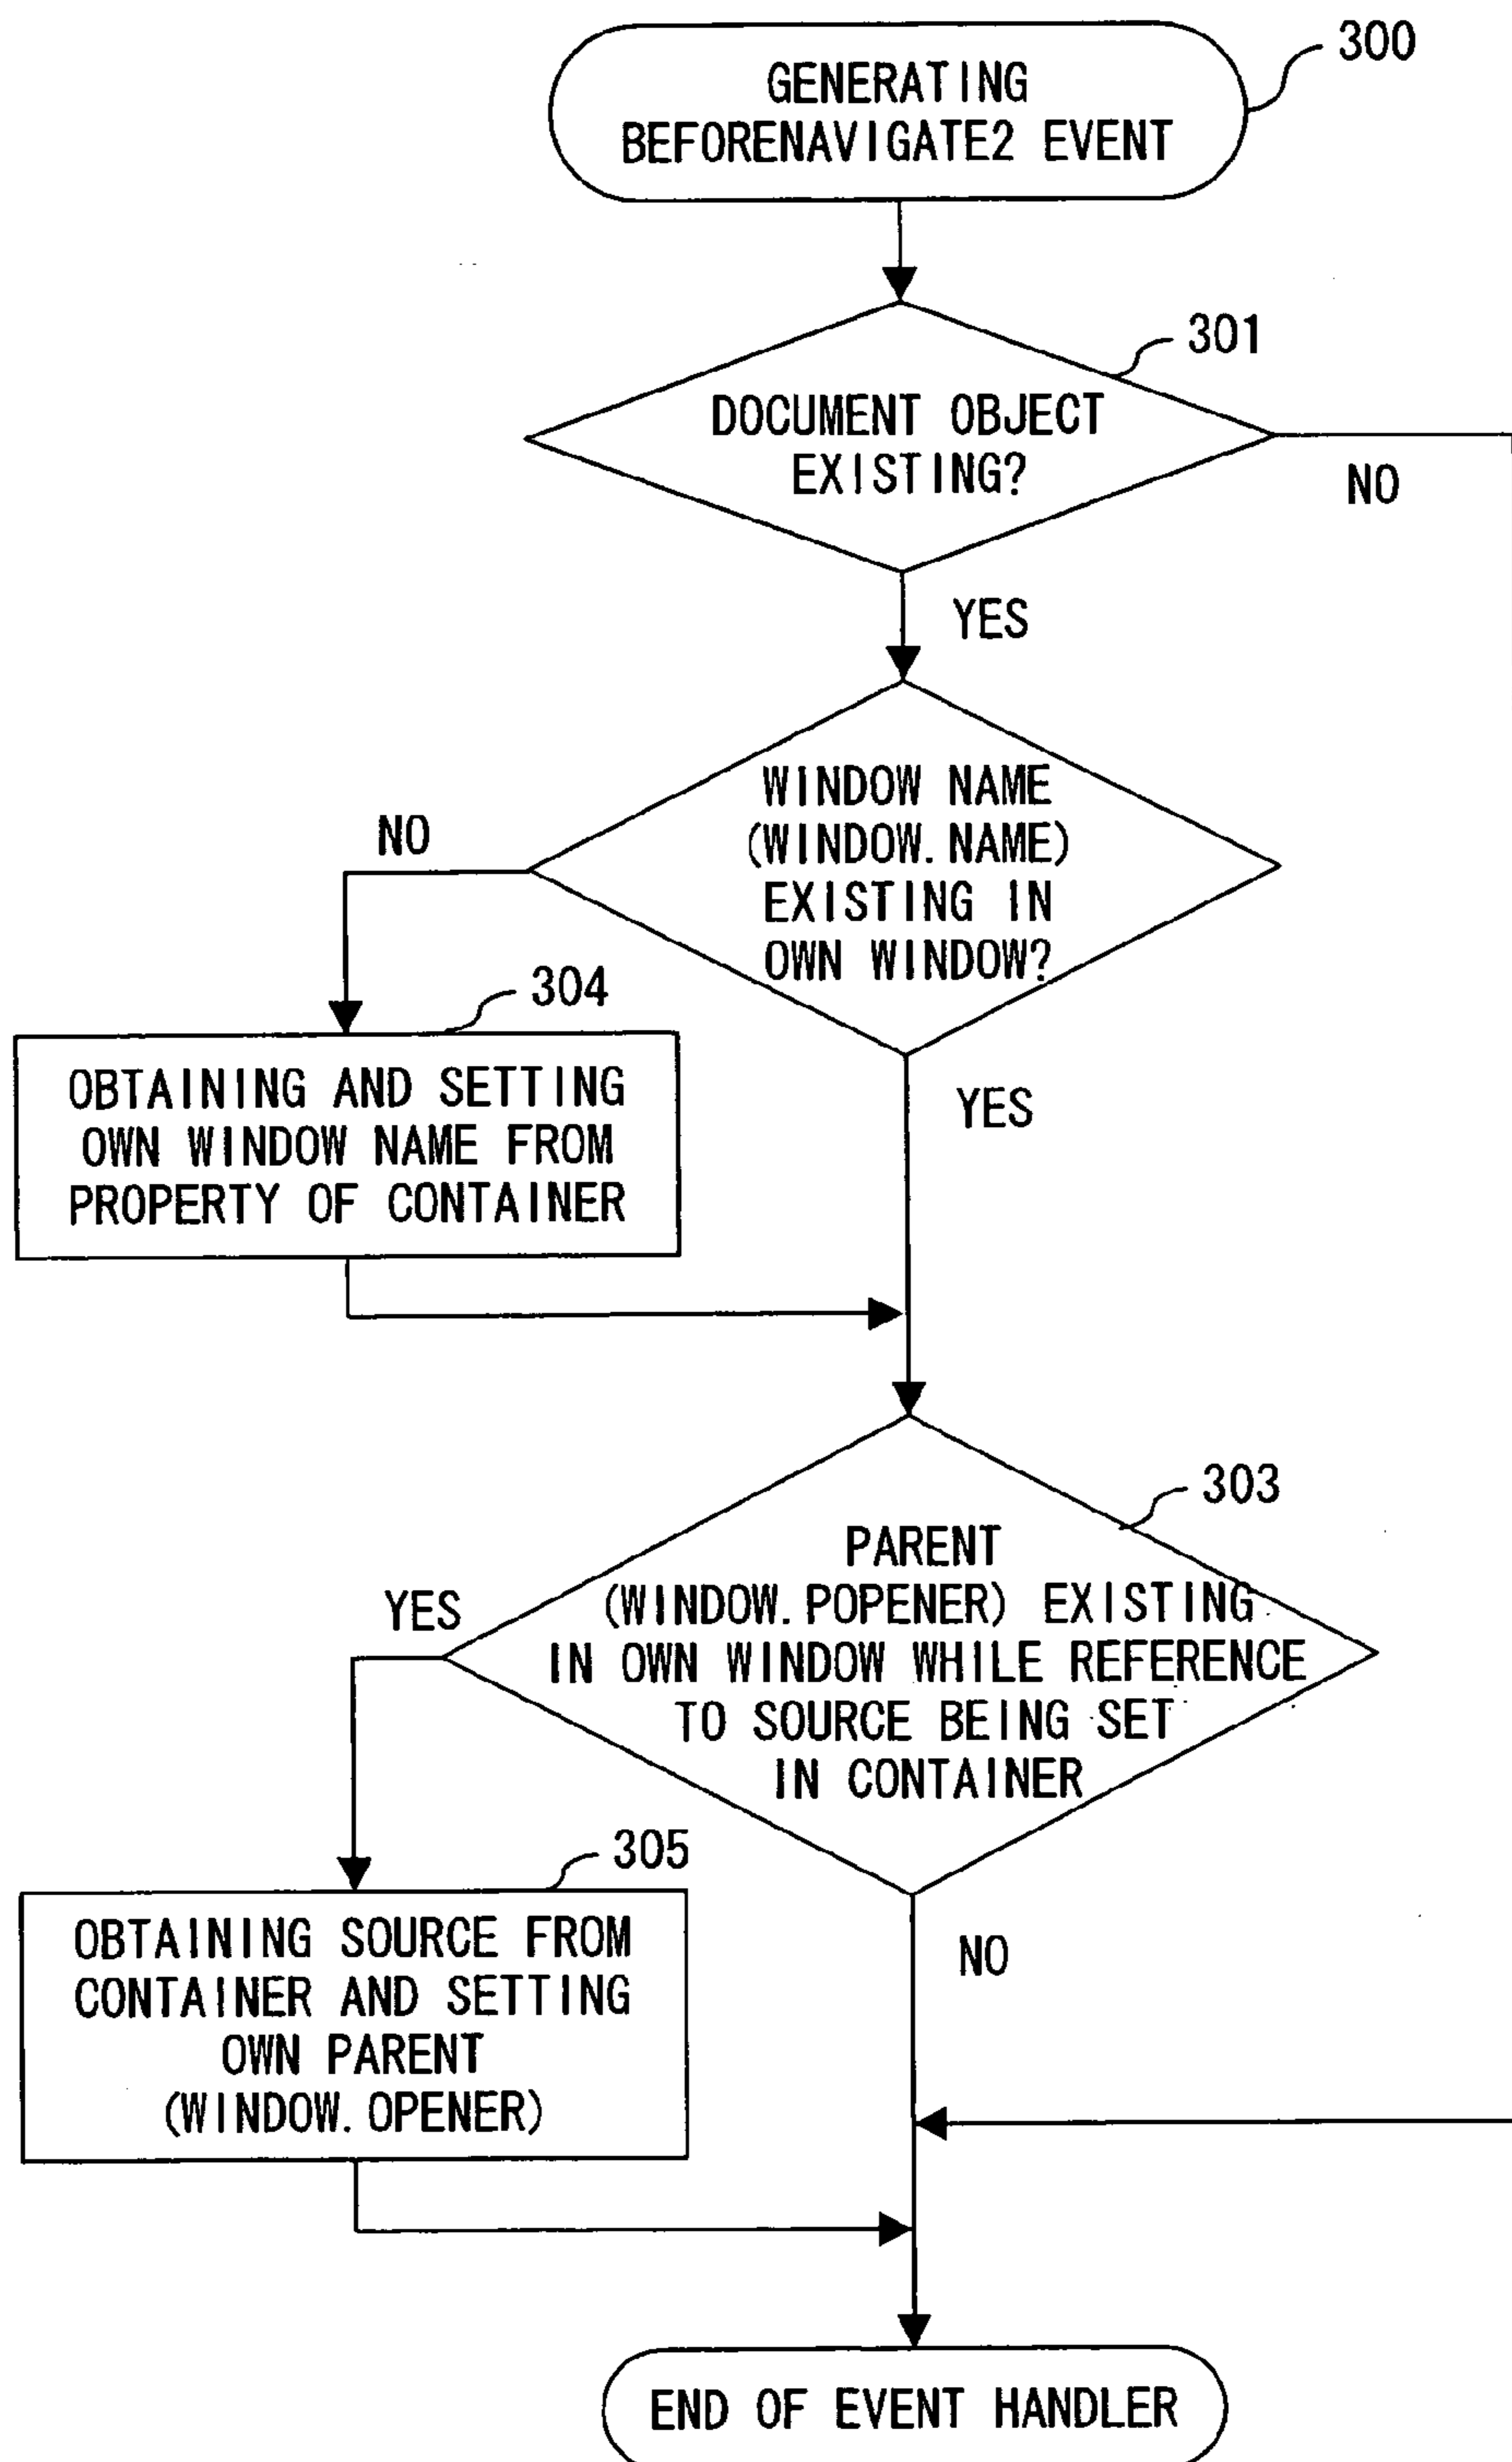 300
GENERATING
BEFORENAVIGATE2 EVENT
301
DOCUMENT OBJECT
EXISTING?
NO
YES
WINDOW NAME
(WINDOW.NAME)
EXISTING IN
OWN WINDOW?
NO
YES
304
OBTAINING AND SETTING
OWN WINDOW NAME FROM
PROPERTY OF CONTAINER
303
PARENT
(WINDOW.POPENER) EXISTING
IN OWN WINDOW WHILE REFERENCE
TO SOURCE BEING SET
IN CONTAINER
YES
NO
305
OBTAINING SOURCE FROM
CONTAINER AND SETTING
OWN PARENT
(WINDOW.OPENER)
END OF EVENT HANDLER